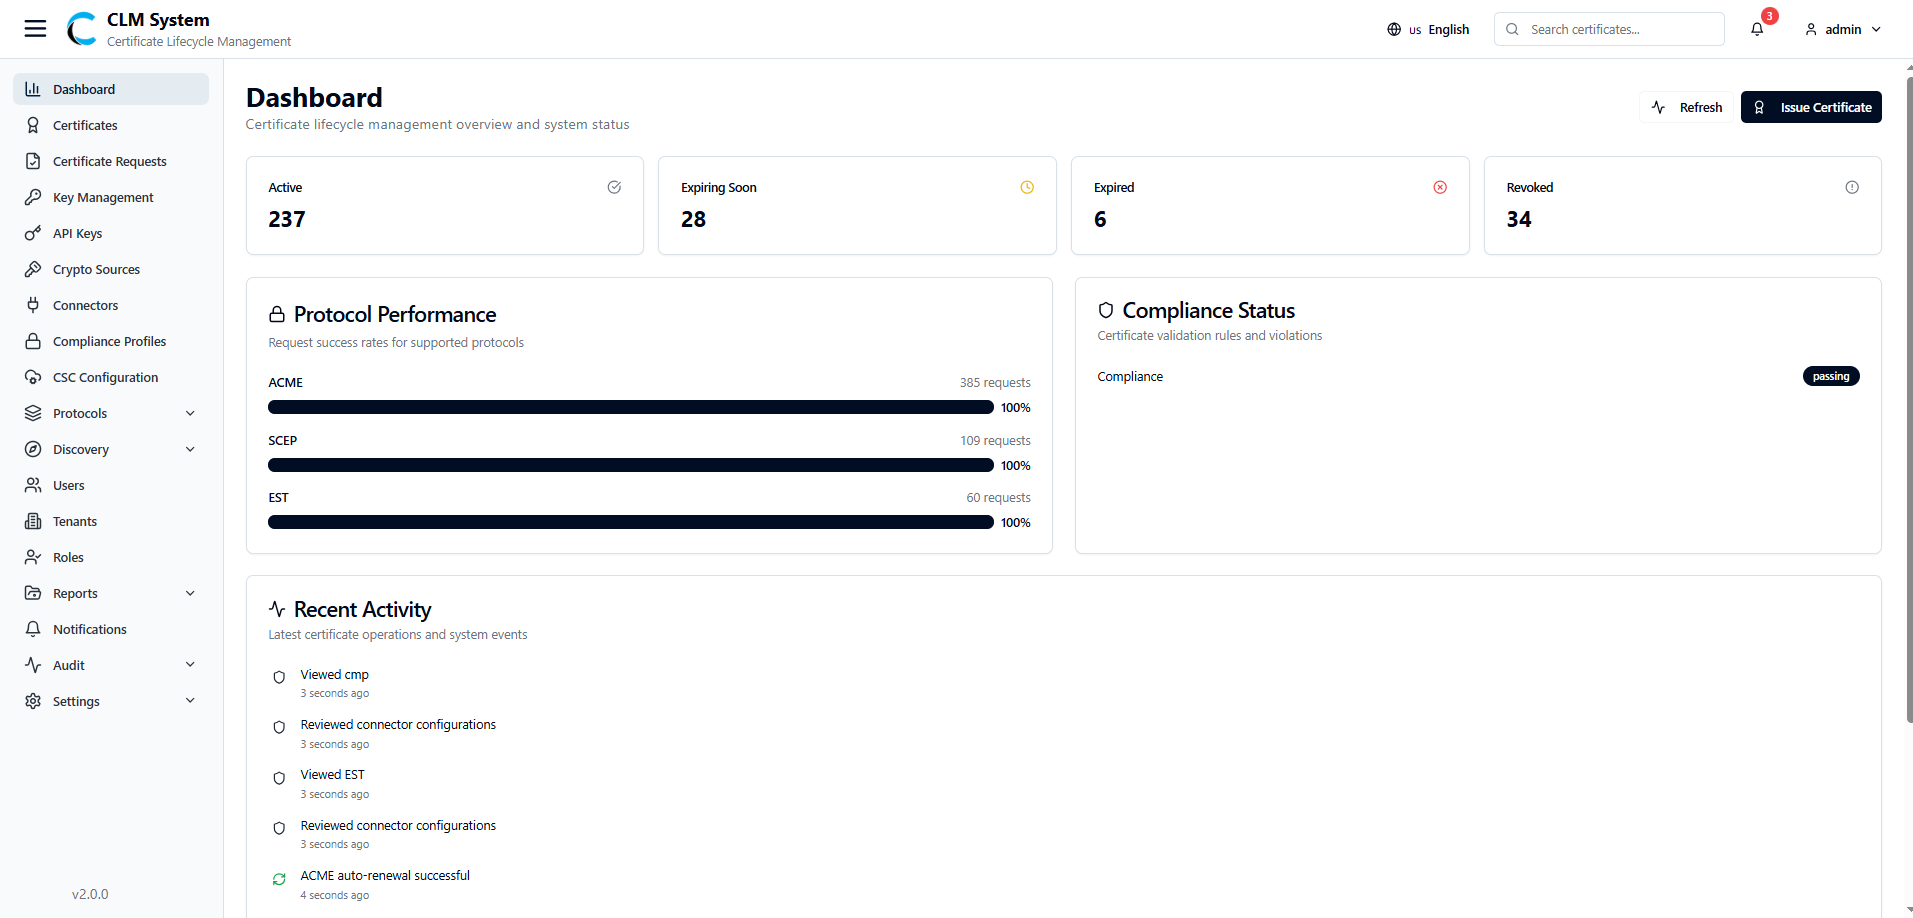 CLM System
Certificate Lifecycle Management
us English
Search certificates...
3
admin
Dashboard
Certificates
Certificate Requests
Key Management
API Keys
Crypto Sources
Connectors
Compliance Profiles
CSC Configuration
Protocols
Discovery
Users
Tenants
Roles
Reports
Notifications
Audit
Settings
v2.0.0
Dashboard
Certificate lifecycle management overview and system status
Refresh
Issue Certificate
Active
237
Expiring Soon
28
Expired
6
Revoked
34
Protocol Performance
Request success rates for supported protocols
ACME
385 requests
100%
SCEP
109 requests
100%
EST
60 requests
100%
Compliance Status
Certificate validation rules and violations
Compliance
passing
Recent Activity
Latest certificate operations and system events
Viewed cmp
3 seconds ago
Reviewed connector configurations
3 seconds ago
Viewed EST
3 seconds ago
Reviewed connector configurations
3 seconds ago
ACME auto-renewal successful
4 seconds ago